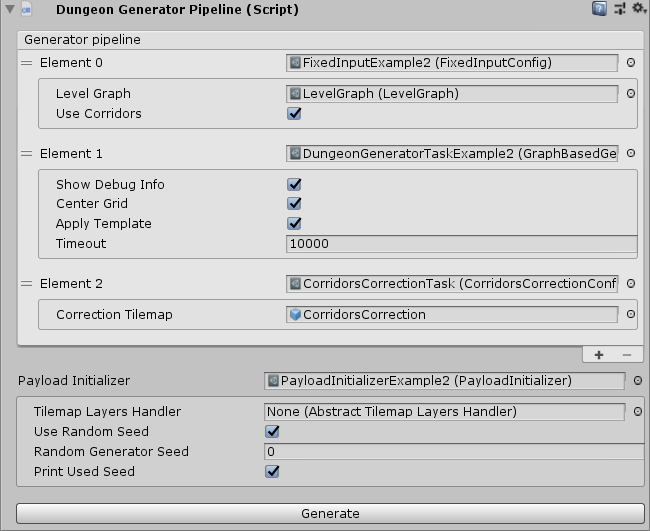 Dungeon Generator Pipeline (Script)
Generator pipeline
Element 0 FixedInputExample2 (FixedInputConfig)
Level Graph LevelGraph (LevelGraph)
Use Corridors
Element 1 DungeonGeneratorTaskExample2 (GraphBasedGe
Show Debug Info
Center Grid
Apply Template
Timeout 10000
Element 2 CorridorsCorrectionTask (CorridorsCorrectionConf
Correction Tilemap CorridorsCorrection
Payload Initializer PayloadInitializerExample2 (PayloadInitializer)
Tilemap Layers Handler None (Abstract Tilemap Layers Handler)
Use Random Seed
Random Generator Seed 0
Print Used Seed
Generate